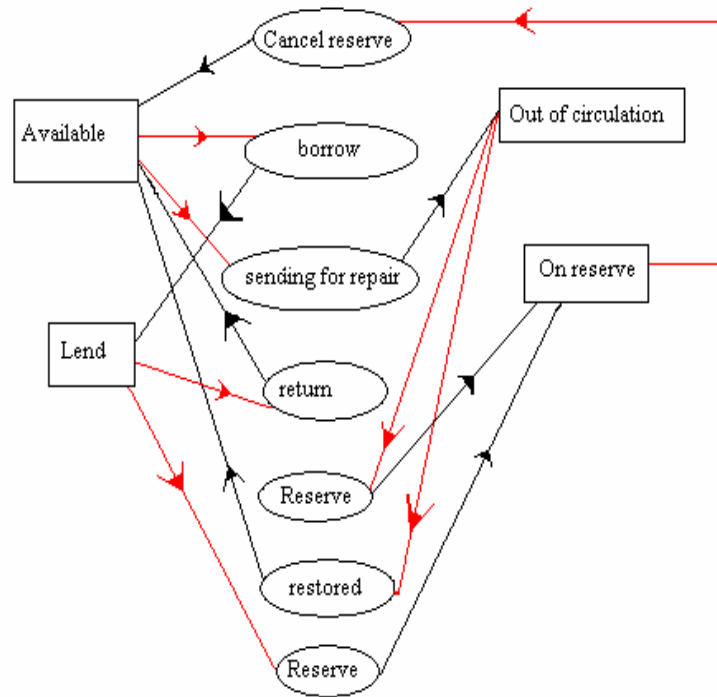 Cancel reserve
Out of circulation
Available
borrow
sending for repair
On reserve
Lend
return
Reserve
restored
Reserve